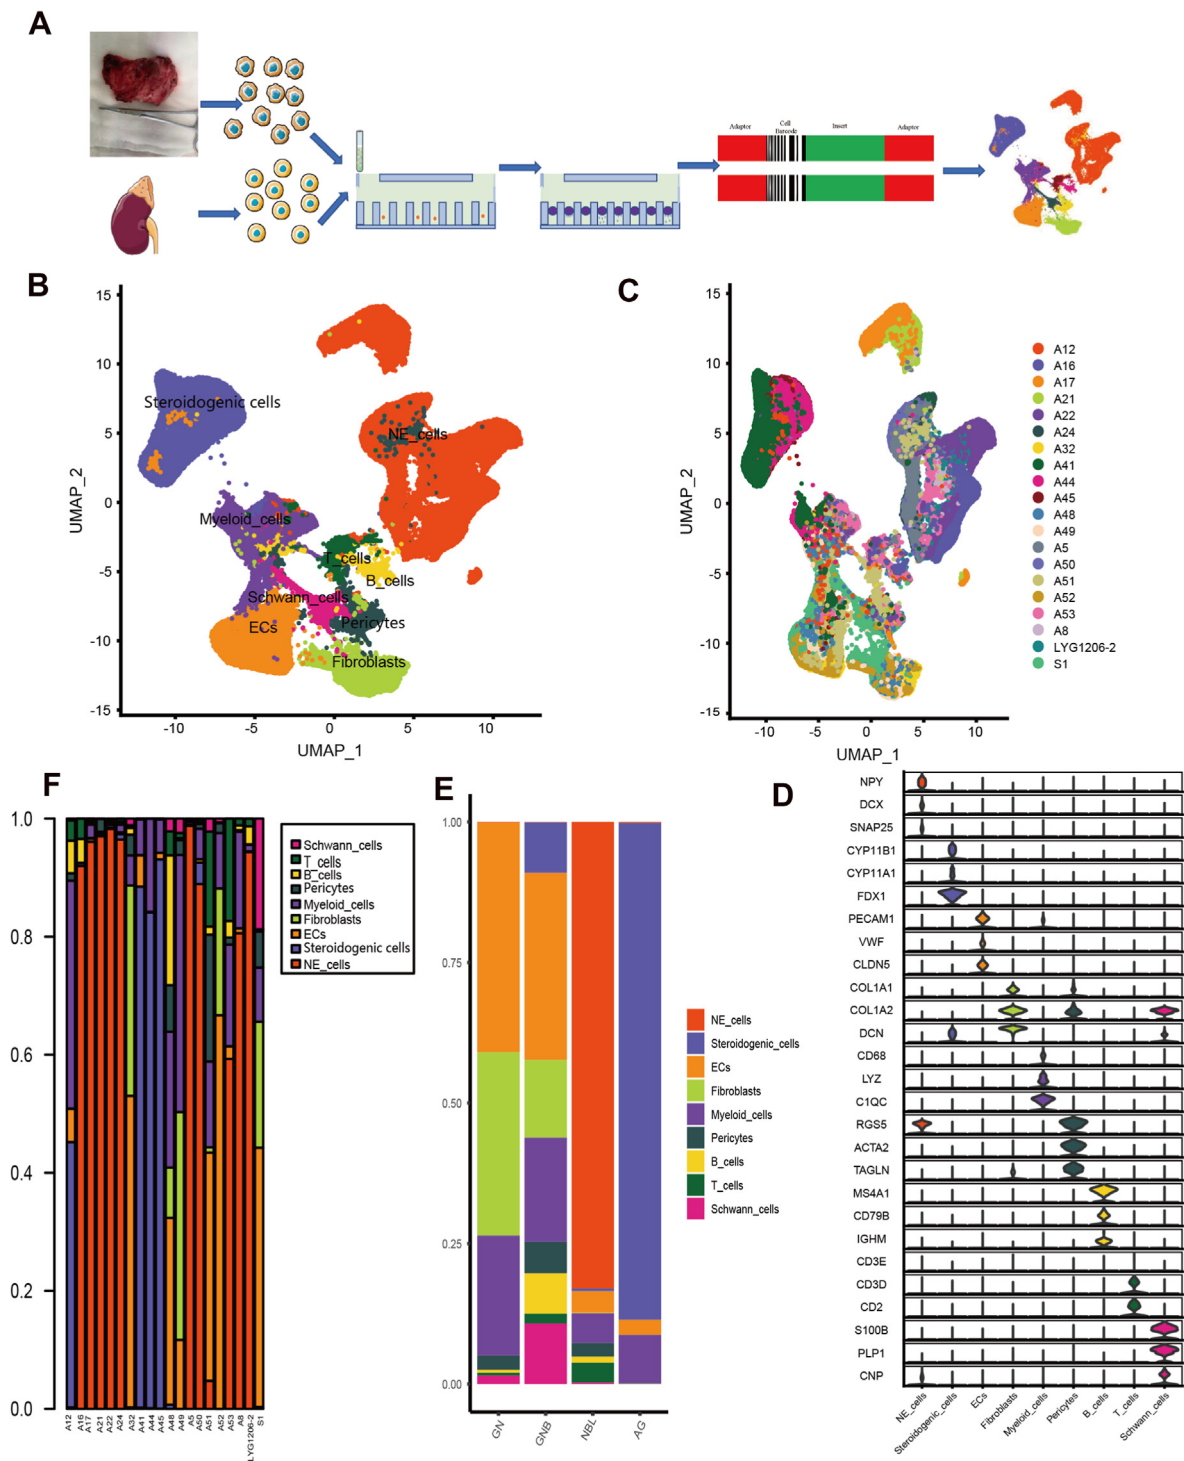 A
Adaptor
Cell
Barcode
Insert
Adaptor
B
15
10
5
0
-5
-10
-15
-10
-5
0
5
10
UMAP_2
UMAP_1
Steroidogenic cells
NE_cells
Myeloid_cells
T_cells
B_cells
Schwann_cells
ECs
Pericytes
Fibroblasts
C
15
10
5
0
-5
-10
-15
-10
-5
0
5
10
UMAP_2
UMAP_1
A12
A16
A17
A21
A22
A24
A32
A41
A44
A45
A48
A49
A5
A50
A51
A52
A53
A8
LYG1206-2
S1
F
1.0
0.8
0.6
0.4
0.2
0.0
A12
A16
A17
A21
A22
A24
A32
A41
A44
A45
A48
A49
A5
A50
A51
A52
A53
A8
LYG1206-2
S1
Schwann_cells
T_cells
B_cells
Pericytes
Myeloid_cells
Fibroblasts
ECs
Steroidogenic cells
NE_cells
E
1.00
0.75
0.50
0.25
0.00
GN
GNB
NBL
AG
NE_cells
Steroidogenic_cells
ECs
Fibroblasts
Myeloid_cells
Pericytes
B_cells
T_cells
Schwann_cells
D
NPY
DCX
SNAP25
CYP11B1
CYP11A1
FDX1
PECAM1
VWF
CLDN5
COL1A1
COL1A2
DCN
CD68
LYZ
C1QC
RGS5
ACTA2
TAGLN
MS4A1
CD79B
IGHM
CD3E
CD3D
CD2
S100B
PLP1
CNP
NE_cells
Steroidogenic_cells
ECs
Fibroblasts
Myeloid_cells
Pericytes
B_cells
T_cells
Schwann_cells